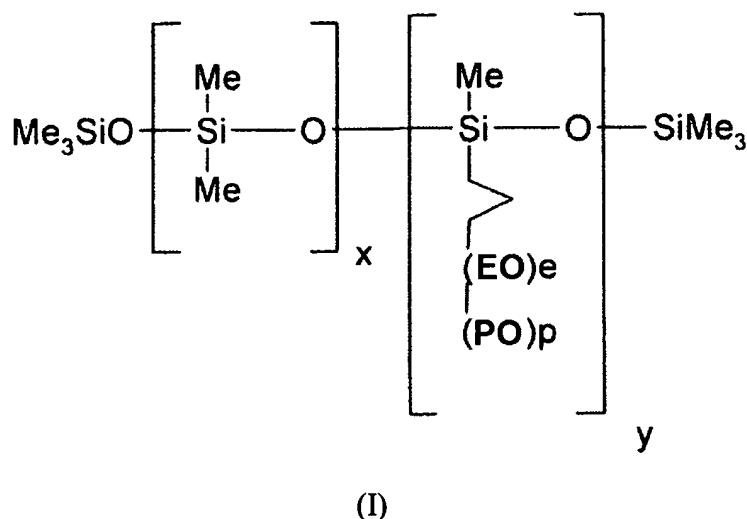 Me Me
Me₃SiO Si O Si O SiMe₃
Me
x (EO)e
(PO)p
y
(I)